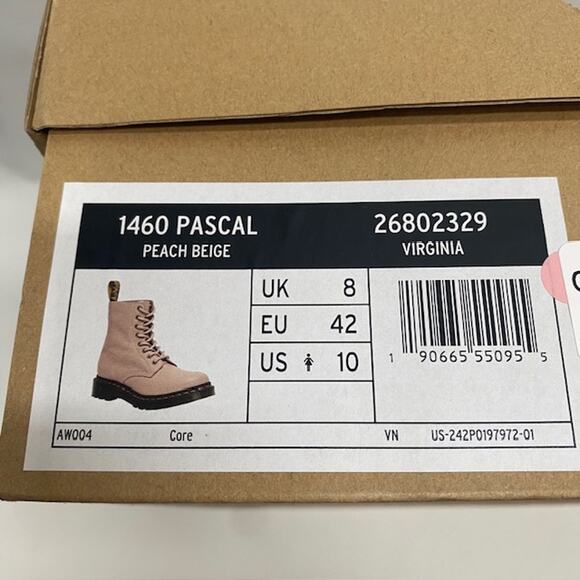 1460 PASCAL 26802329
PEACH BEIGE VIRGINIA
UK 8
EU 42
US 10
1 90665 55095 5
AW004 Core VN US-242P0197972-01